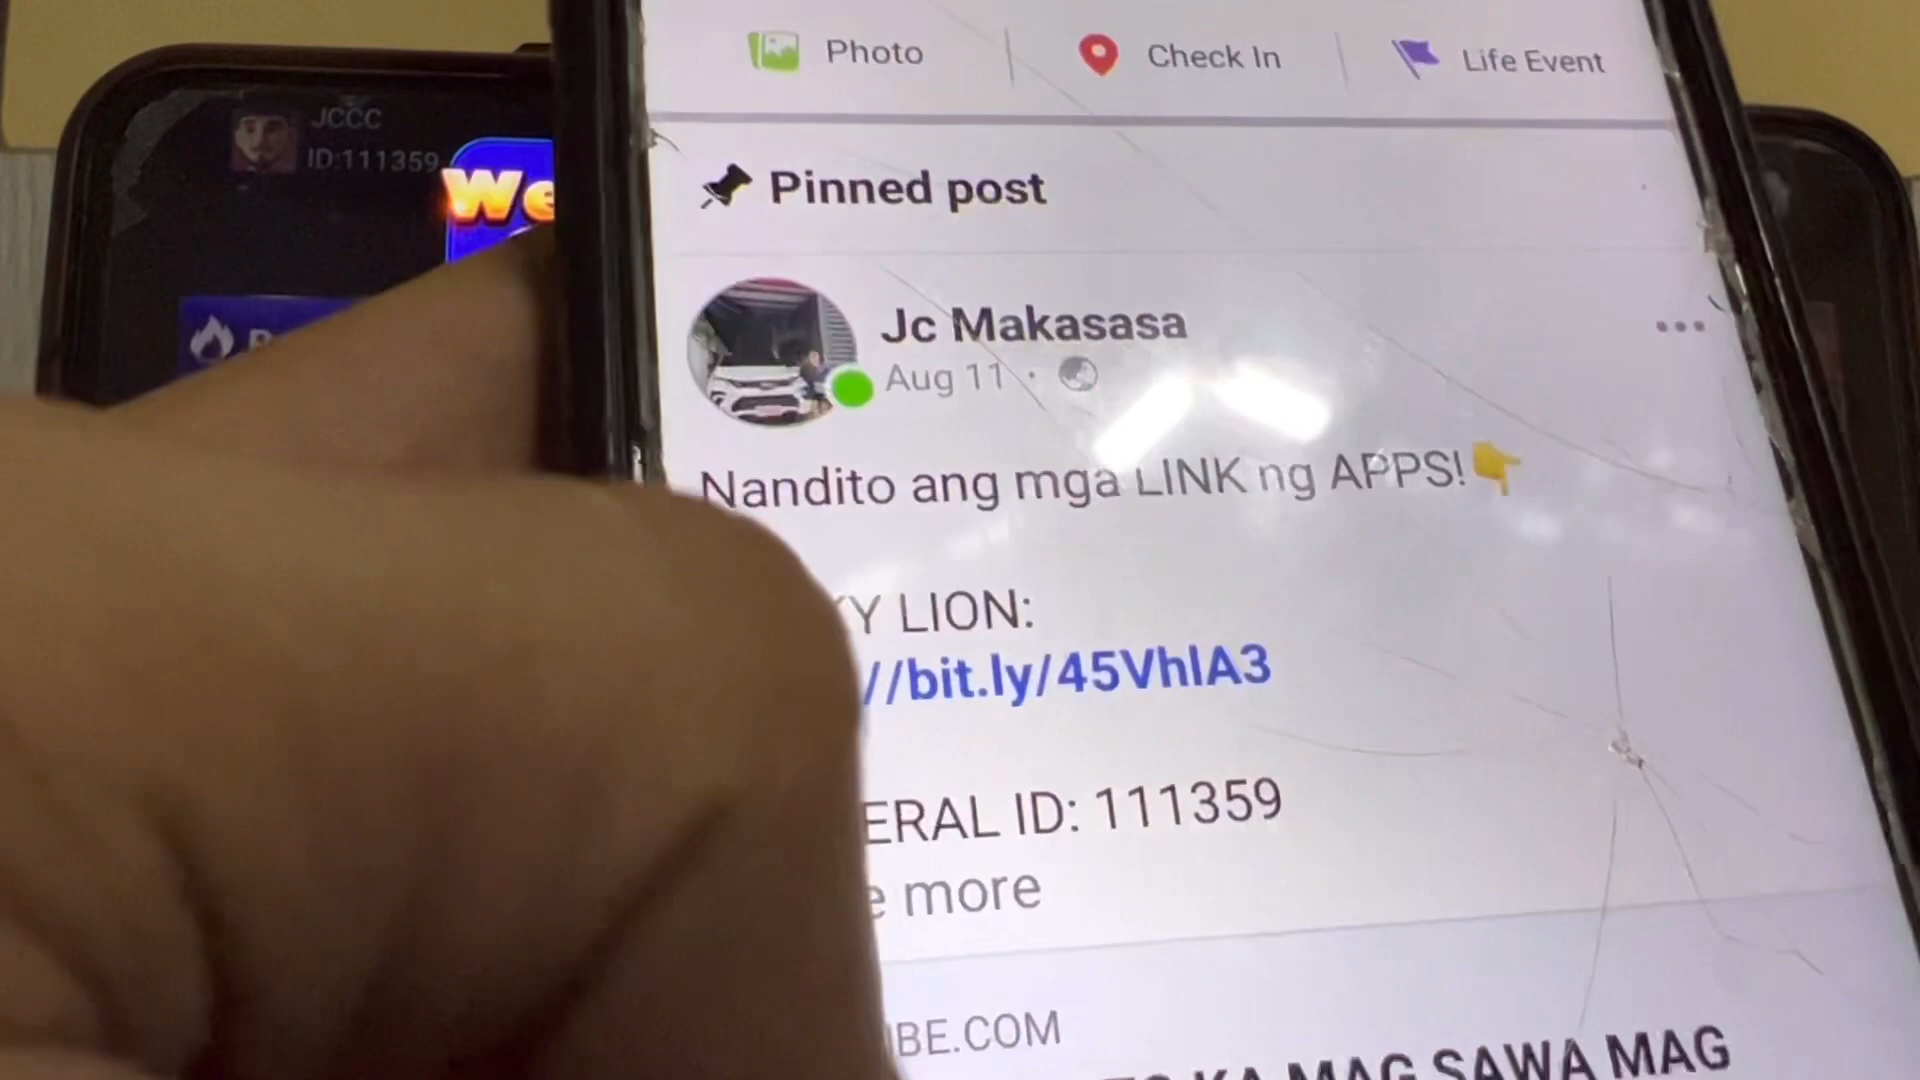 Photo
Check In
Life Event
JCCC
ID:111359
We
Pinned post
Jc Makasasa
Aug 11
Nandito ang mga LINK ng APPS!👇
Y LION:
//bit.ly/45VhlA3
ERAL ID: 111359
e more
BE.COM
KA MAG SAWA MAG